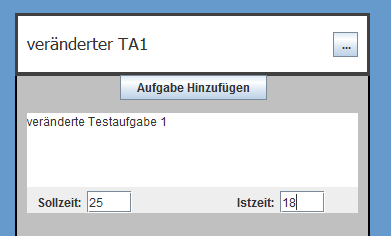 veränderter TA1
...
Aufgabe Hinzufügen
veränderte Testaufgabe 1
Sollzeit: 25 Istzeit: 18